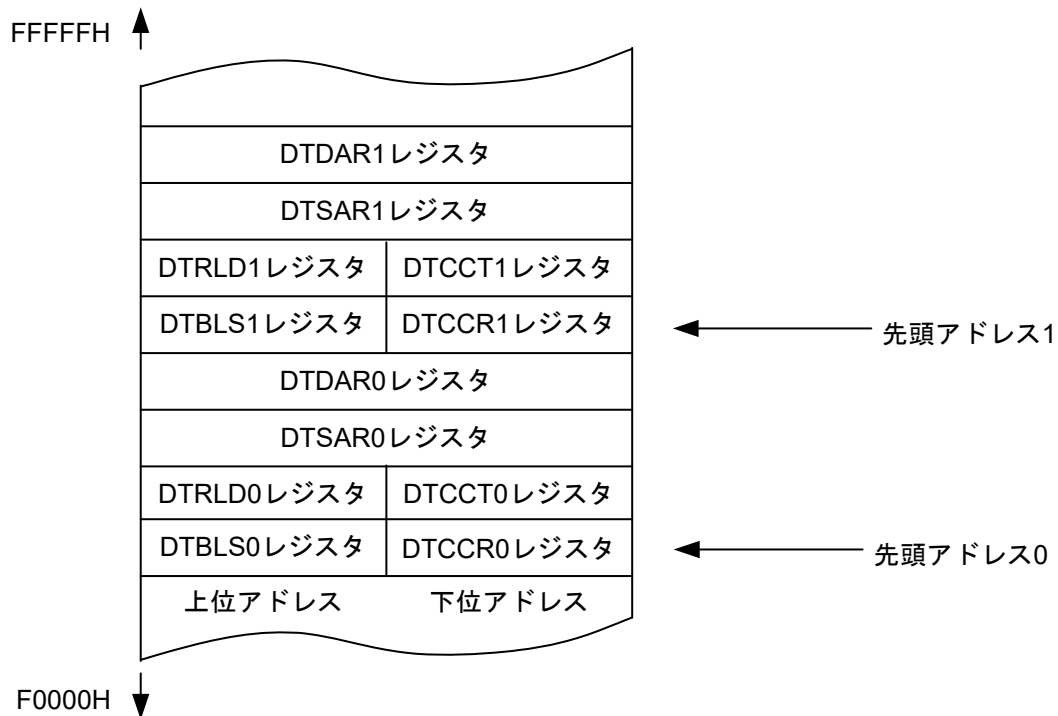 FFFFFH
DTDAR1レジスタ
DTSAR1レジスタ
DTRLD1レジスタ DTCCT1レジスタ
DTBLS1レジスタ DTCCR1レジスタ 先頭アドレス1
DTDAR0レジスタ
DTSAR0レジスタ
DTRLD0レジスタ DTCCT0レジスタ
DTBLS0レジスタ DTCCR0レジスタ 先頭アドレス0
上位アドレス 下位アドレス
F0000H